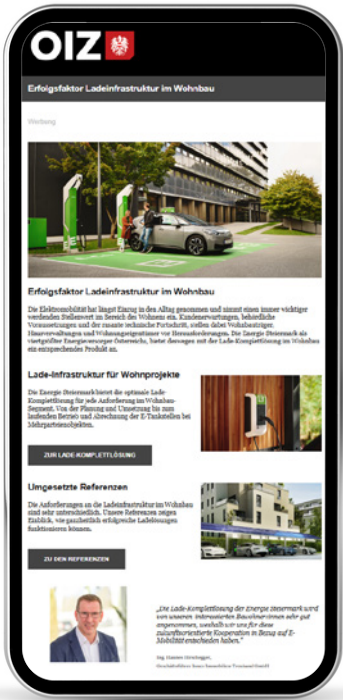 OIZ
Erfolgsfaktor Ladeinfrastruktur im Wohnbau
Werbung
Erfolgsfaktor Ladeinfrastruktur im Wohnbau
Die Elektromobilität hat längst Einzug in den Alltag genommen und nimmt einen immer wichtiger
werdenden Stellenwert im Bereich des Wohnens ein. Kundenerwartungen, behördliche
Voraussetzungen und der rasante technische Fortschritt, stellen dabei Wohnbauträger,
Hausverwaltungen und Wohnungseigentümer vor Herausforderungen. Die Energie Steiermark als
viertgrößter Energieversorger Österreichs, bietet deswegen mit der Lade-Komplettlösung im Wohnbau
ein entsprechendes Produkt an.
Lade-Infrastruktur für Wohnprojekte
Die Energie Steiermark bietet die optimale Lade-
Komplettlösung für jede Anforderung im Wohnbau-
Segment. Von der Planung und Umsetzung bis zum
laufenden Betrieb und Abrechnung der E-Tankstellen bei
Mehrparteienobjekten.
ZUR LADE-KOMPLETTLÖSUNG
Umgesetzte Referenzen
Die Anforderungen an die Ladeinfrastruktur im Wohnbau
sind sehr unterschiedlich. Unsere Referenzen zeigen
Einblick, wie ganzheitlich erfolgreiche Ladelösungen
funktionieren können.
ZU DEN REFERENZEN
„Die Lade-Komplettlösung der Energie Steiermark wird
von unseren interessierten Bauwohner:innen sehr gut
angenommen, weshalb wir uns für diese
zukunftsorientierte Kooperation in Bezug auf E-
Mobilität entschieden haben."
Ing. Hannes